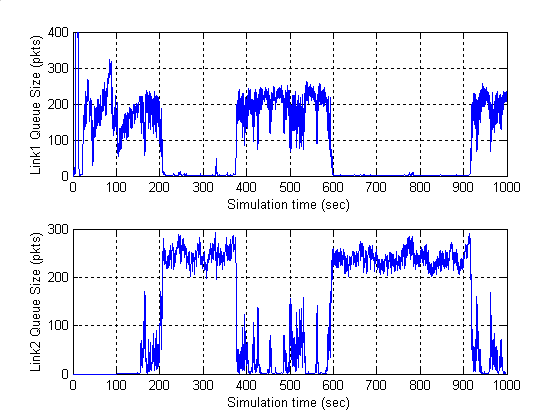 400
300
200
100
0
Link1 Queue Size (pkts)
0 100 200 300 400 500 600 700 800 900 1000
Simulation time (sec)
300
200
100
0
Link2 Queue Size (pkts)
0 100 200 300 400 500 600 700 800 900 1000
Simulation time (sec)